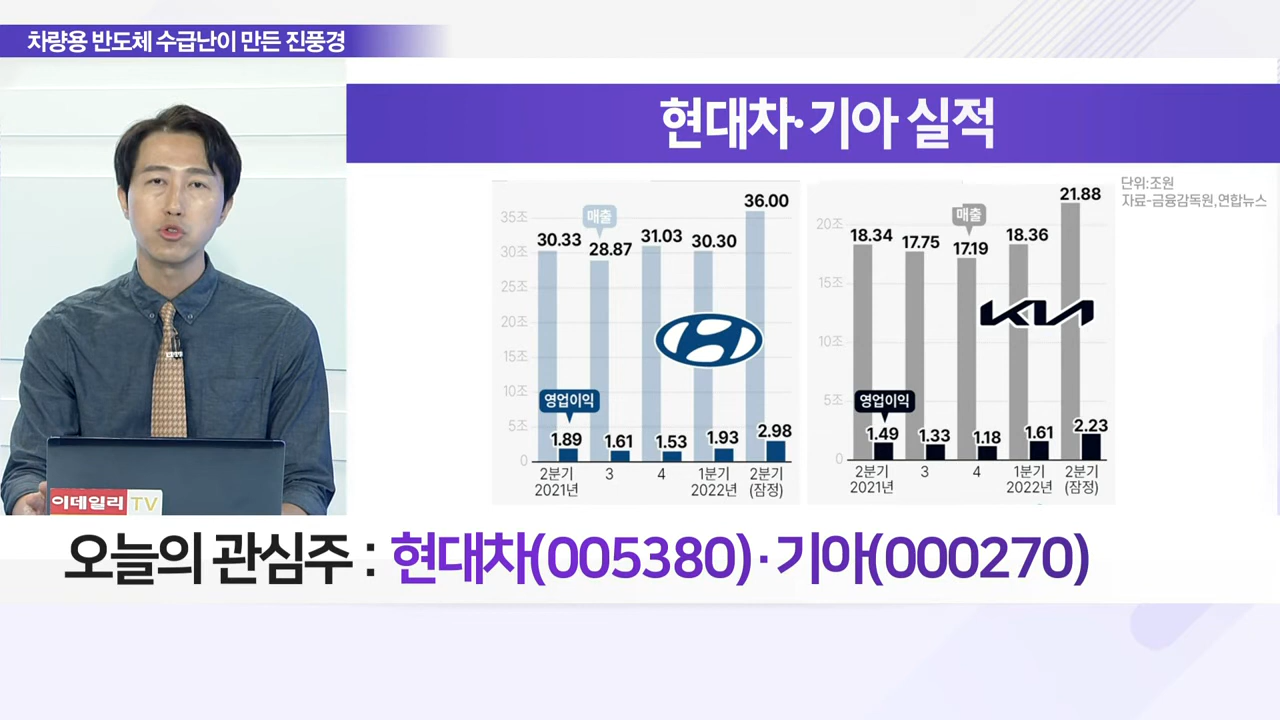 차량용 반도체 수급난이 만든 진풍경
현대차·기아 실적
단위:조원
자료-금융감독원,연합뉴스
35조
30조
25조
20조
15조
10조
5조
0
매출
30.33
28.87
31.03
30.30
36.00
영업이익
1.89
1.61
1.53
1.93
2.98
2분기 3 4 1분기 2분기
2021년 2022년 (잠정)
20조
15조
10조
5조
0
매출
18.34
17.75
17.19
18.36
21.88
KIA
영업이익
1.49
1.33
1.18
1.61
2.23
2분기 3 4 1분기 2분기
2021년 2022년 (잠정)
이데일리 TV
오늘의 관심주 : 현대차(005380)·기아(000270)